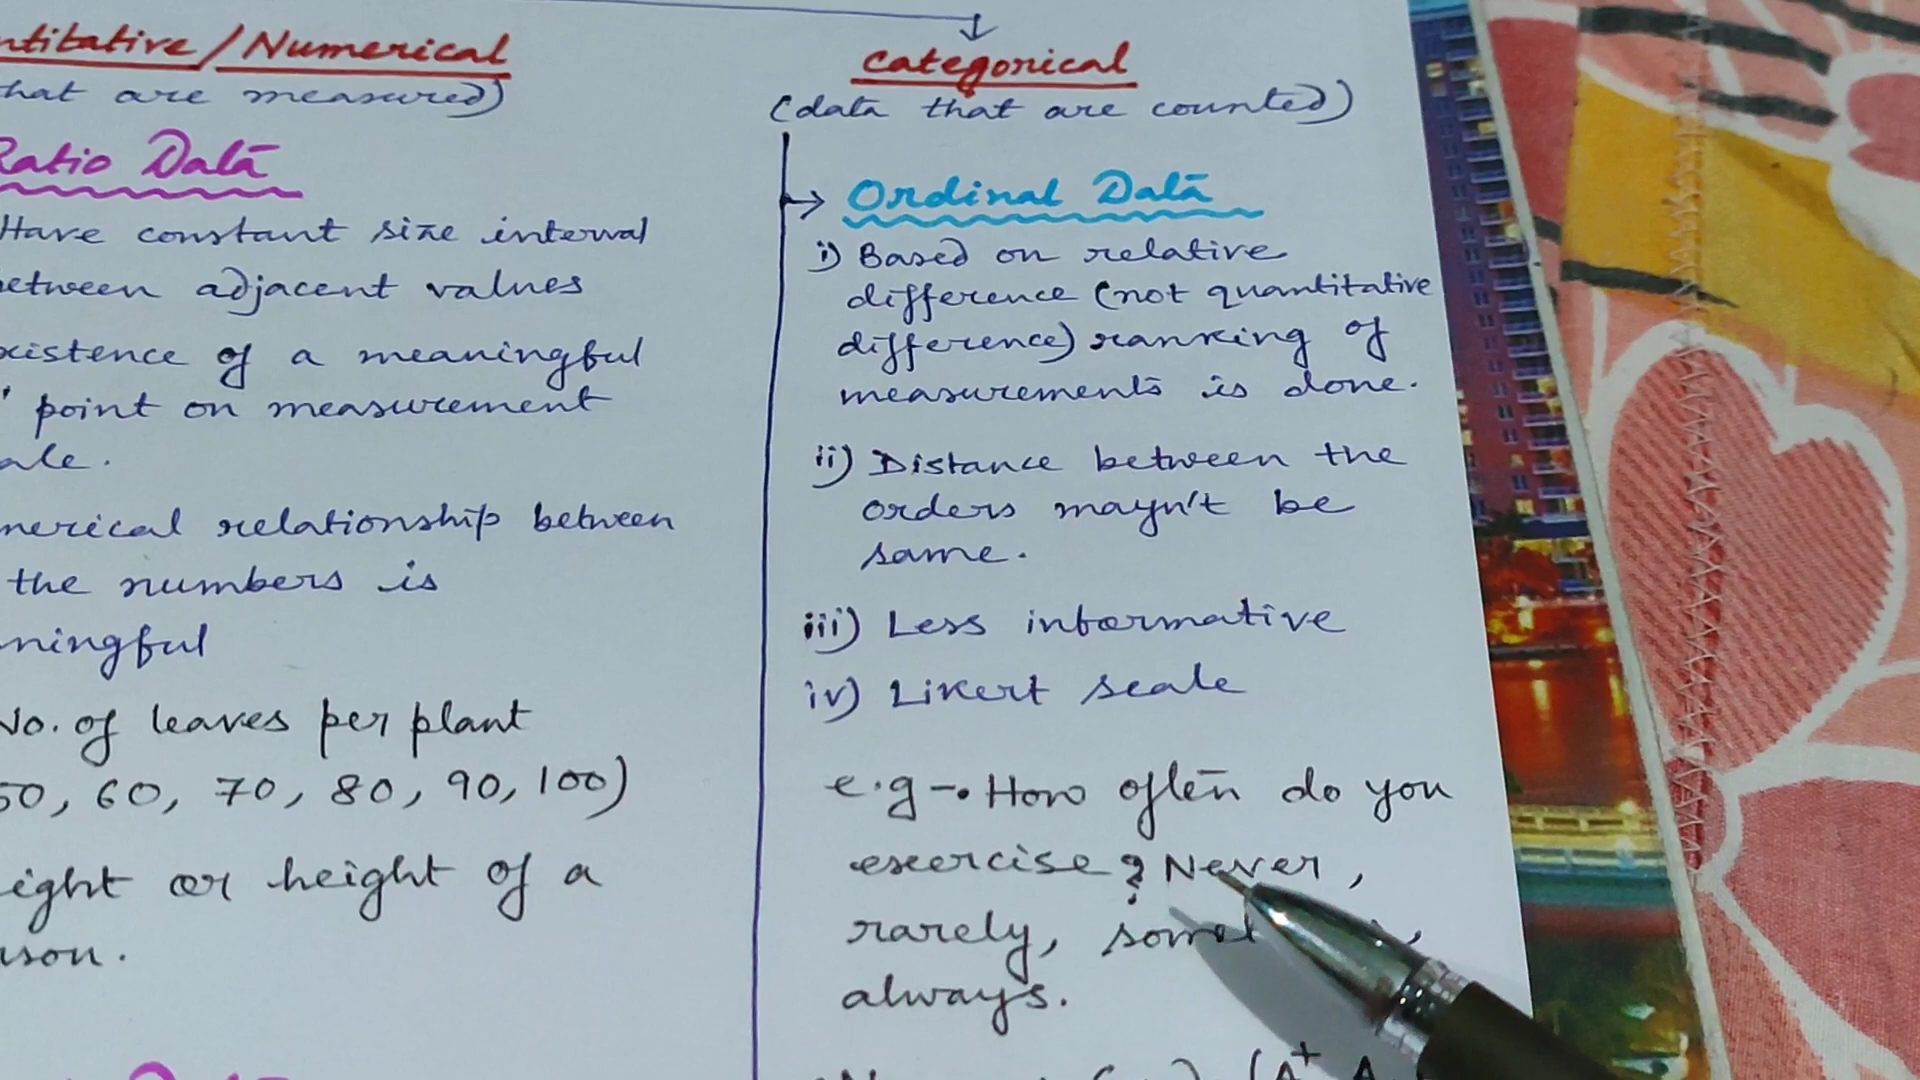 ntitative/Numerical
hat are measured)
Ratio Data
Have constant size interval
between adjacent values
xistence of a meaningful
' point on measurement
ale.
merical relationship between
the numbers is
ningful
No. of leaves per plant
50, 60, 70, 80, 90, 100)
eight or height of a
rson.
Categorical
(data that are counted)
→ Ordinal Data
i) Based on relative
difference (not quantitative
difference) ranking of
measurements is done.
ii) Distance between the
orders mayn't be
same.
iii) Less informative
iv) Likert scale
e.g -• How often do you
exercise? Never,
rarely,
always.